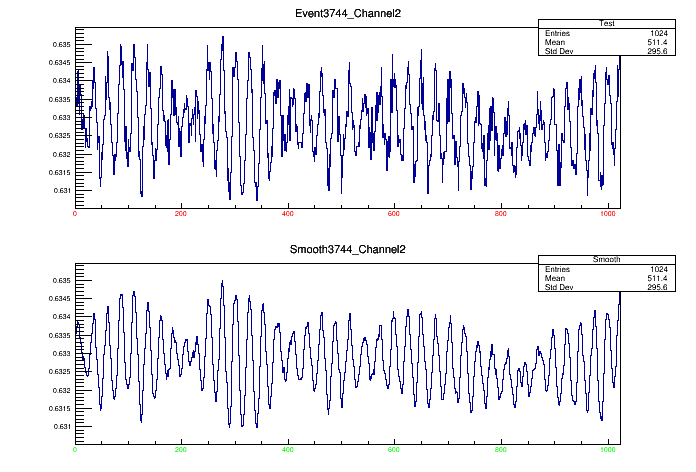 Event3744_Channel2
Test
Entries 1024
Mean 511.4
Std Dev 295.6
0.635
0.6345
0.634
0.6335
0.633
0.6325
0.632
0.6315
0.631
0 200 400 600 800 1000
Smooth3744_Channel2
Smooth
Entries 1024
Mean 511.4
Std Dev 295.6
0.635
0.6345
0.634
0.6335
0.633
0.6325
0.632
0.6315
0.631
0 200 400 600 800 1000